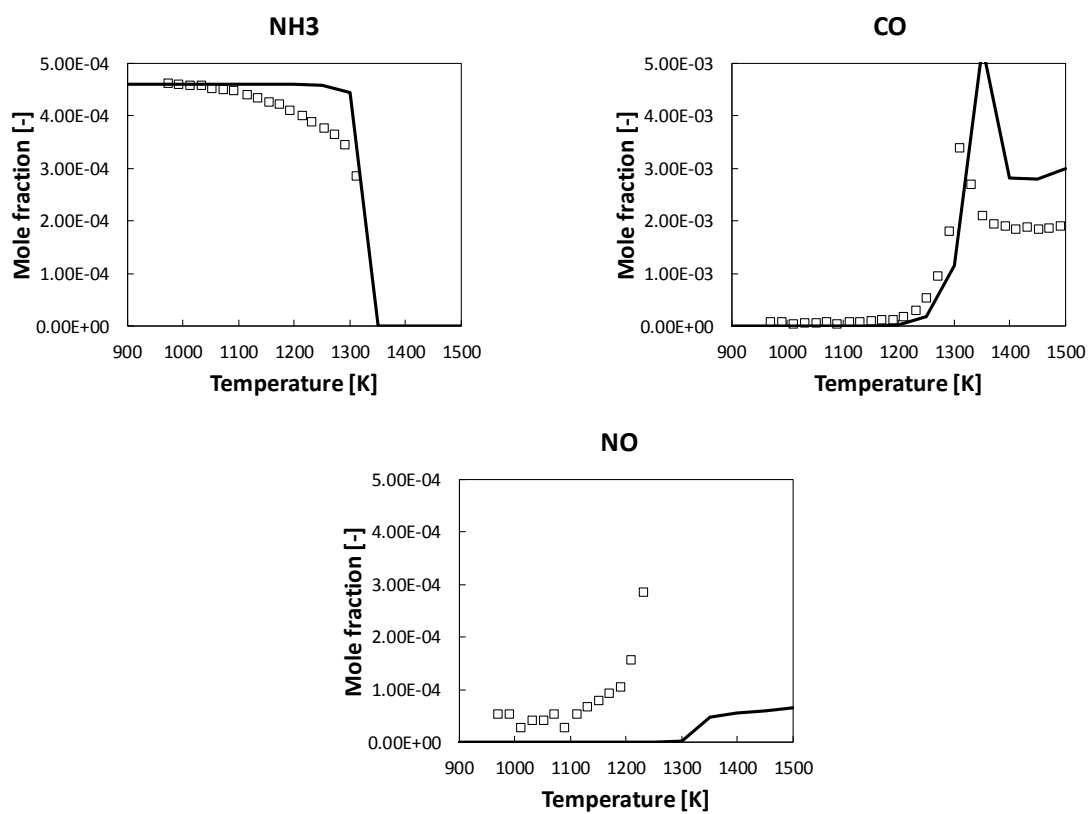 NH3
5.00E-04
4.00E-04
3.00E-04
2.00E-04
1.00E-04
0.00E+00
Mole fraction [-]
900 1000 1100 1200 1300 1400 1500
Temperature [K]
CO
5.00E-03
4.00E-03
3.00E-03
2.00E-03
1.00E-03
0.00E+00
Mole fraction [-]
900 1000 1100 1200 1300 1400 1500
Temperature [K]
NO
5.00E-04
4.00E-04
3.00E-04
2.00E-04
1.00E-04
0.00E+00
Mole fraction [-]
900 1000 1100 1200 1300 1400 1500
Temperature [K]